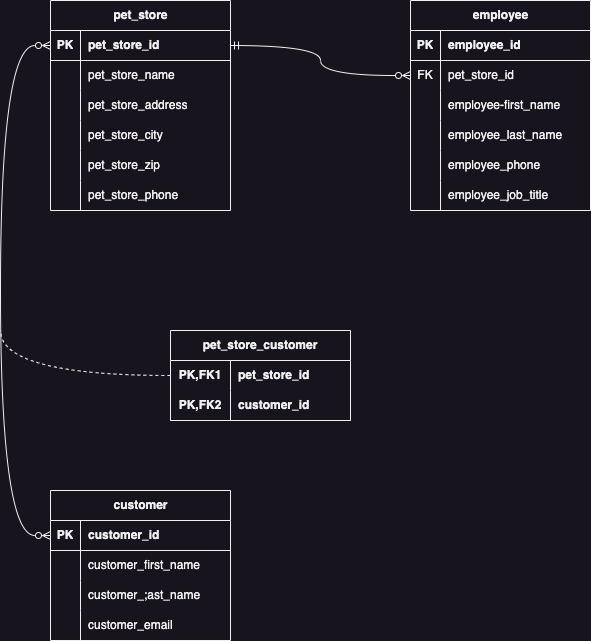 pet_store
PK pet_store_id
pet_store_name
pet_store_address
pet_store_city
pet_store_zip
pet_store_phone
employee
PK employee_id
FK pet_store_id
employee-first_name
employee_last_name
employee_phone
employee_job_title
pet_store_customer
PK,FK1 pet_store_id
PK,FK2 customer_id
customer
PK customer_id
customer_first_name
customer_;ast_name
customer_email